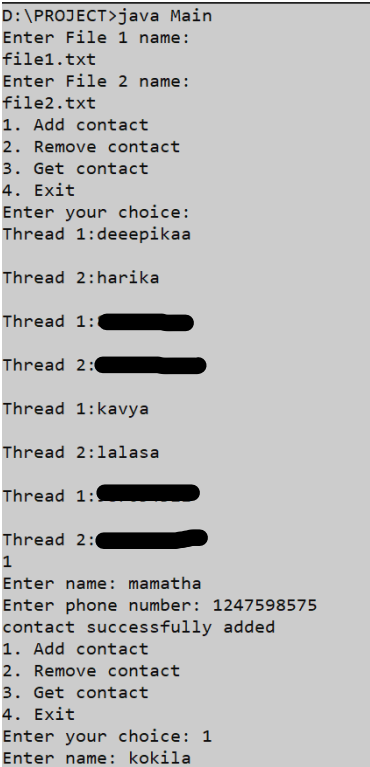 D:\PROJECT>java Main
Enter File 1 name:
file1.txt
Enter File 2 name:
file2.txt
1. Add contact
2. Remove contact
3. Get contact
4. Exit
Enter your choice:
Thread 1:deeepikaa
Thread 2:harika
Thread 1:
Thread 2:
Thread 1:kavya
Thread 2:lalasa
Thread 1:
Thread 2:
1
Enter name: mamatha
Enter phone number: 1247598575
contact successfully added
1. Add contact
2. Remove contact
3. Get contact
4. Exit
Enter your choice: 1
Enter name: kokila